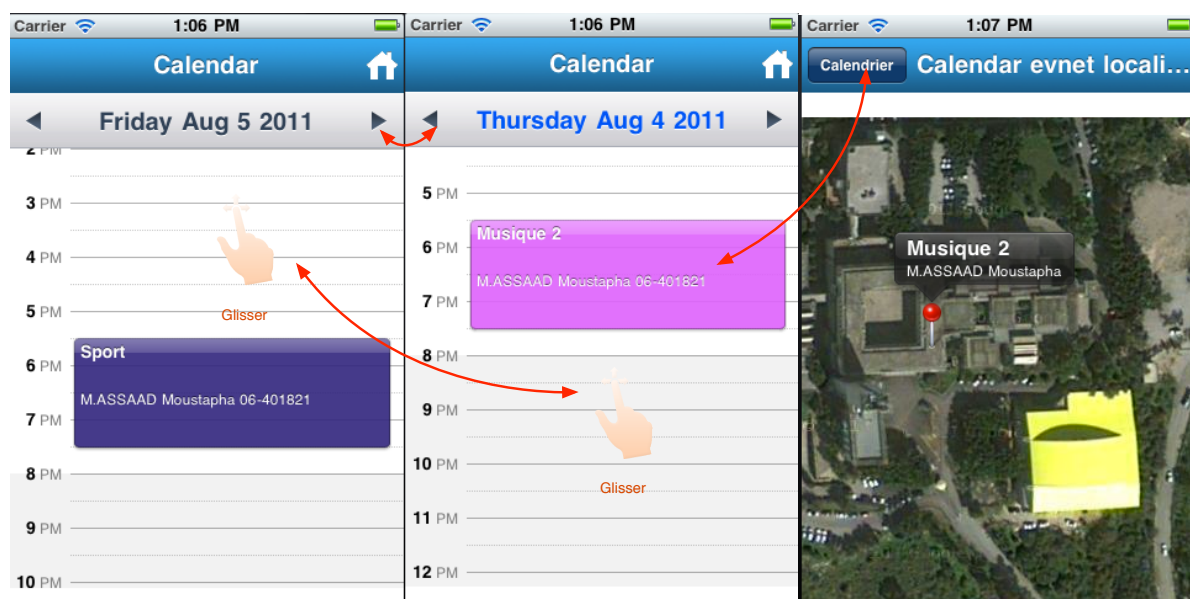 Carrier 1:06 PM
Calendar
Friday Aug 5 2011
2 PM
3 PM
4 PM
5 PM
Glisser
Sport
6 PM
M.ASSAAD Moustapha 06-401821
7 PM
8 PM
9 PM
10 PM
Carrier 1:06 PM
Calendar
Thursday Aug 4 2011
5 PM
Musique 2
6 PM
M.ASSAAD Moustapha 06-401821
7 PM
8 PM
9 PM
10 PM
Glisser
11 PM
12 PM
Carrier 1:07 PM
Calendrier Calendar evnet locali...
Musique 2
M.ASSAAD Moustapha